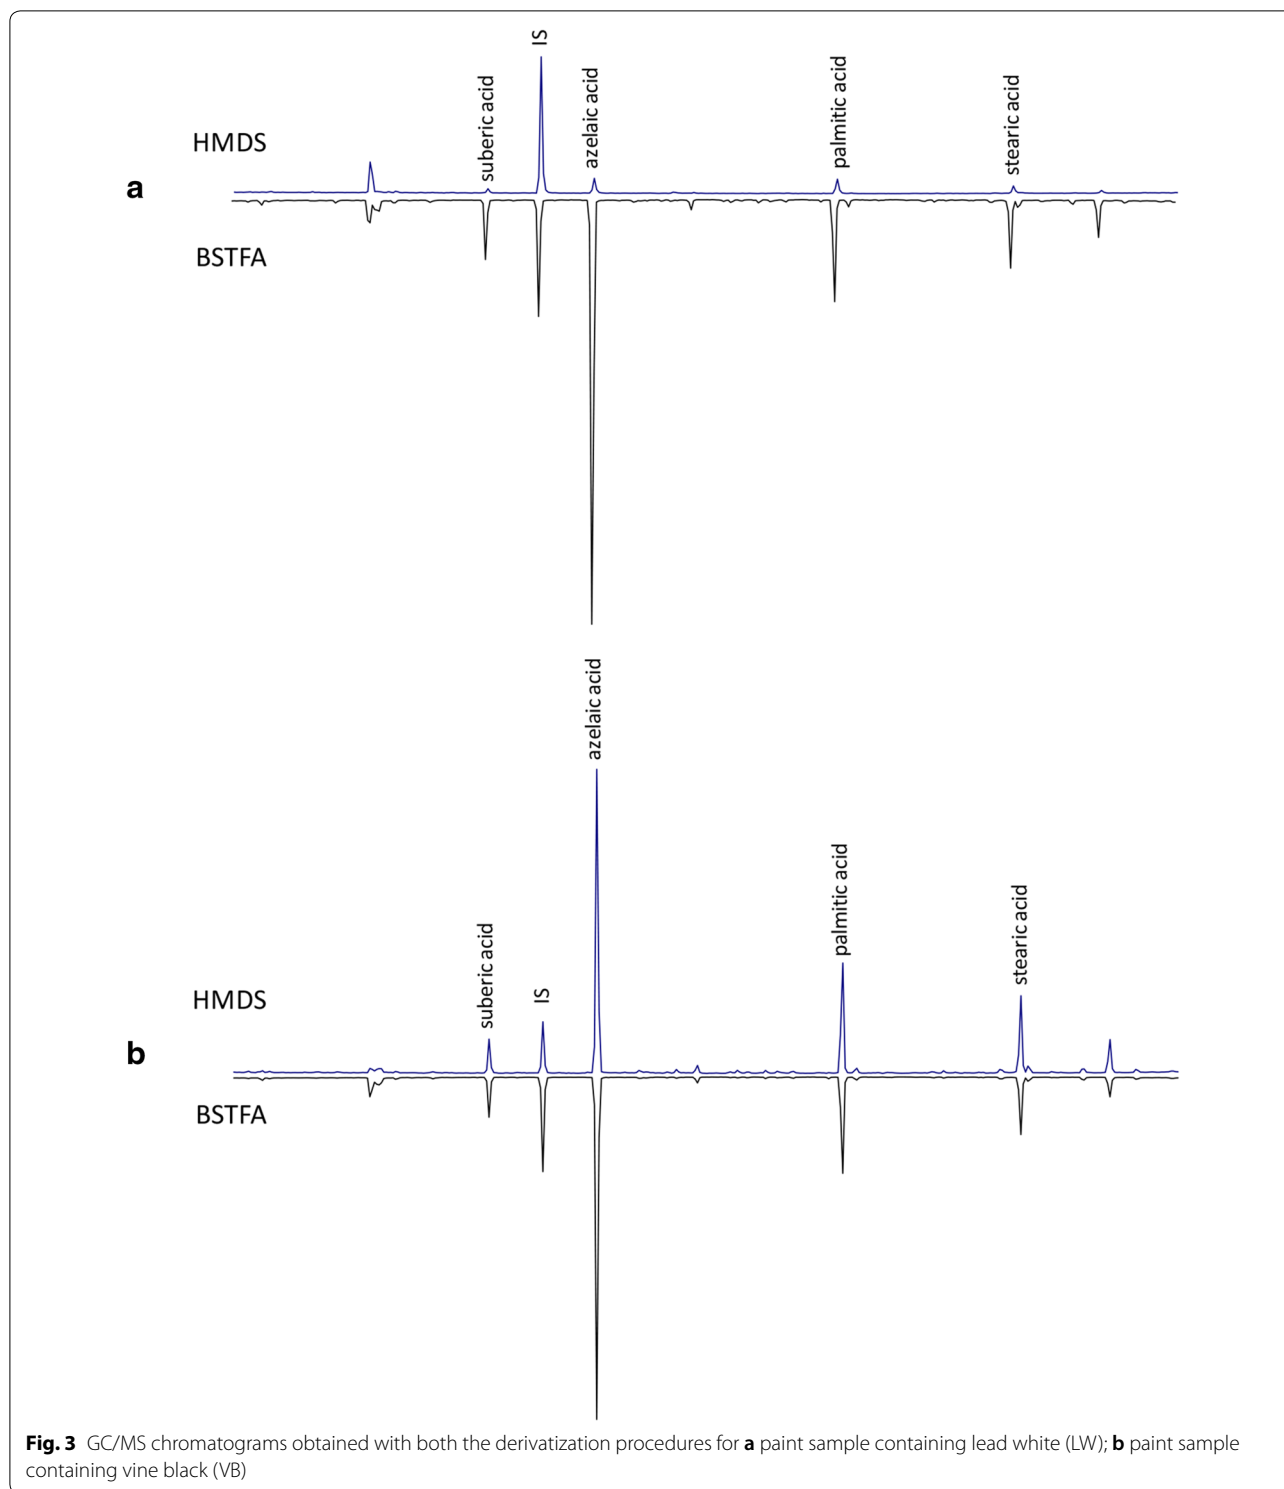 IS
suberic acid
azelaic acid
palmitic acid
stearic acid
HMDS
a
BSTFA
azelaic acid
palmitic acid
stearic acid
suberic acid
IS
HMDS
b
BSTFA
Fig. 3 GC/MS chromatograms obtained with both the derivatization procedures for a paint sample containing lead white (LW); b paint sample
containing vine black (VB)